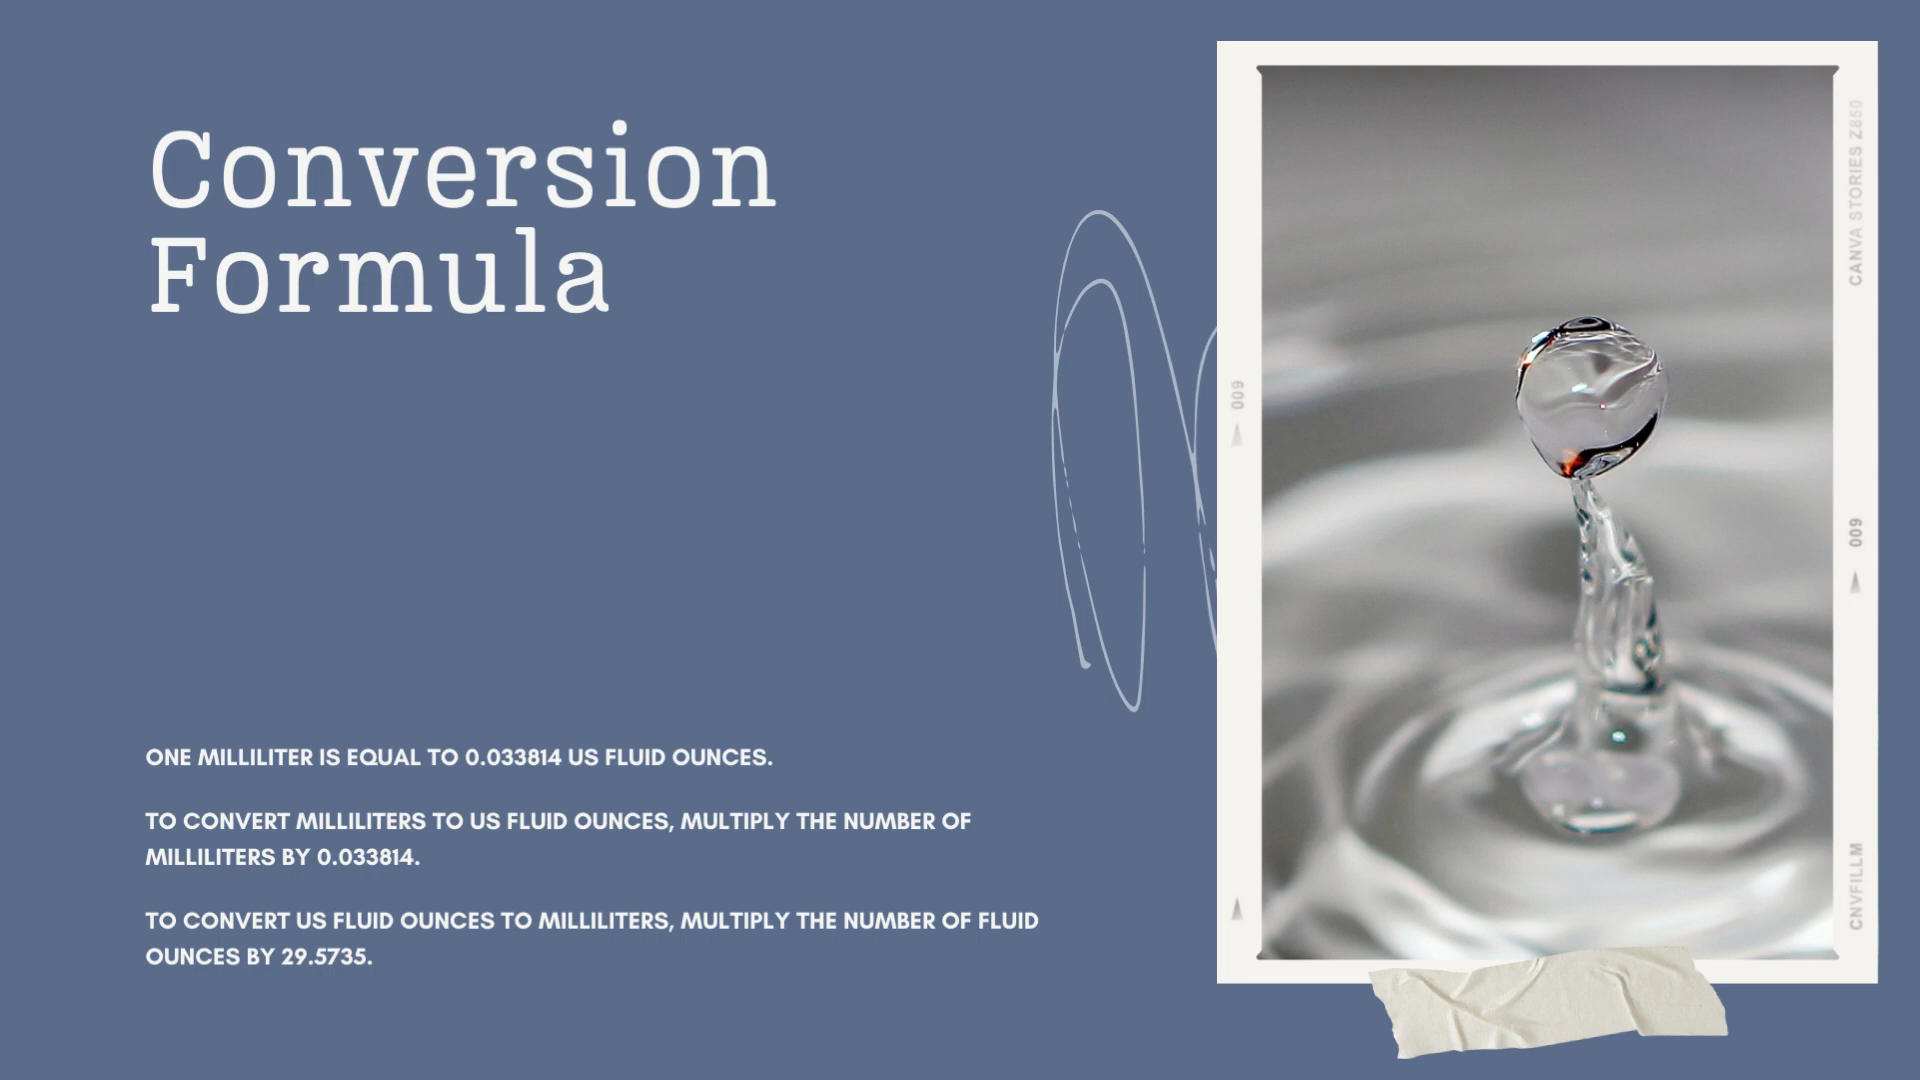 Conversion
Formula
ONE MILLILITER IS EQUAL TO 0.033814 US FLUID OUNCES.
TO CONVERT MILLILITERS TO US FLUID OUNCES, MULTIPLY THE NUMBER OF
MILLILITERS BY 0.033814.
TO CONVERT US FLUID OUNCES TO MILLILITERS, MULTIPLY THE NUMBER OF FLUID
OUNCES BY 29.5735.
009
CANVA STORIES Z850
009
CNVFILLM